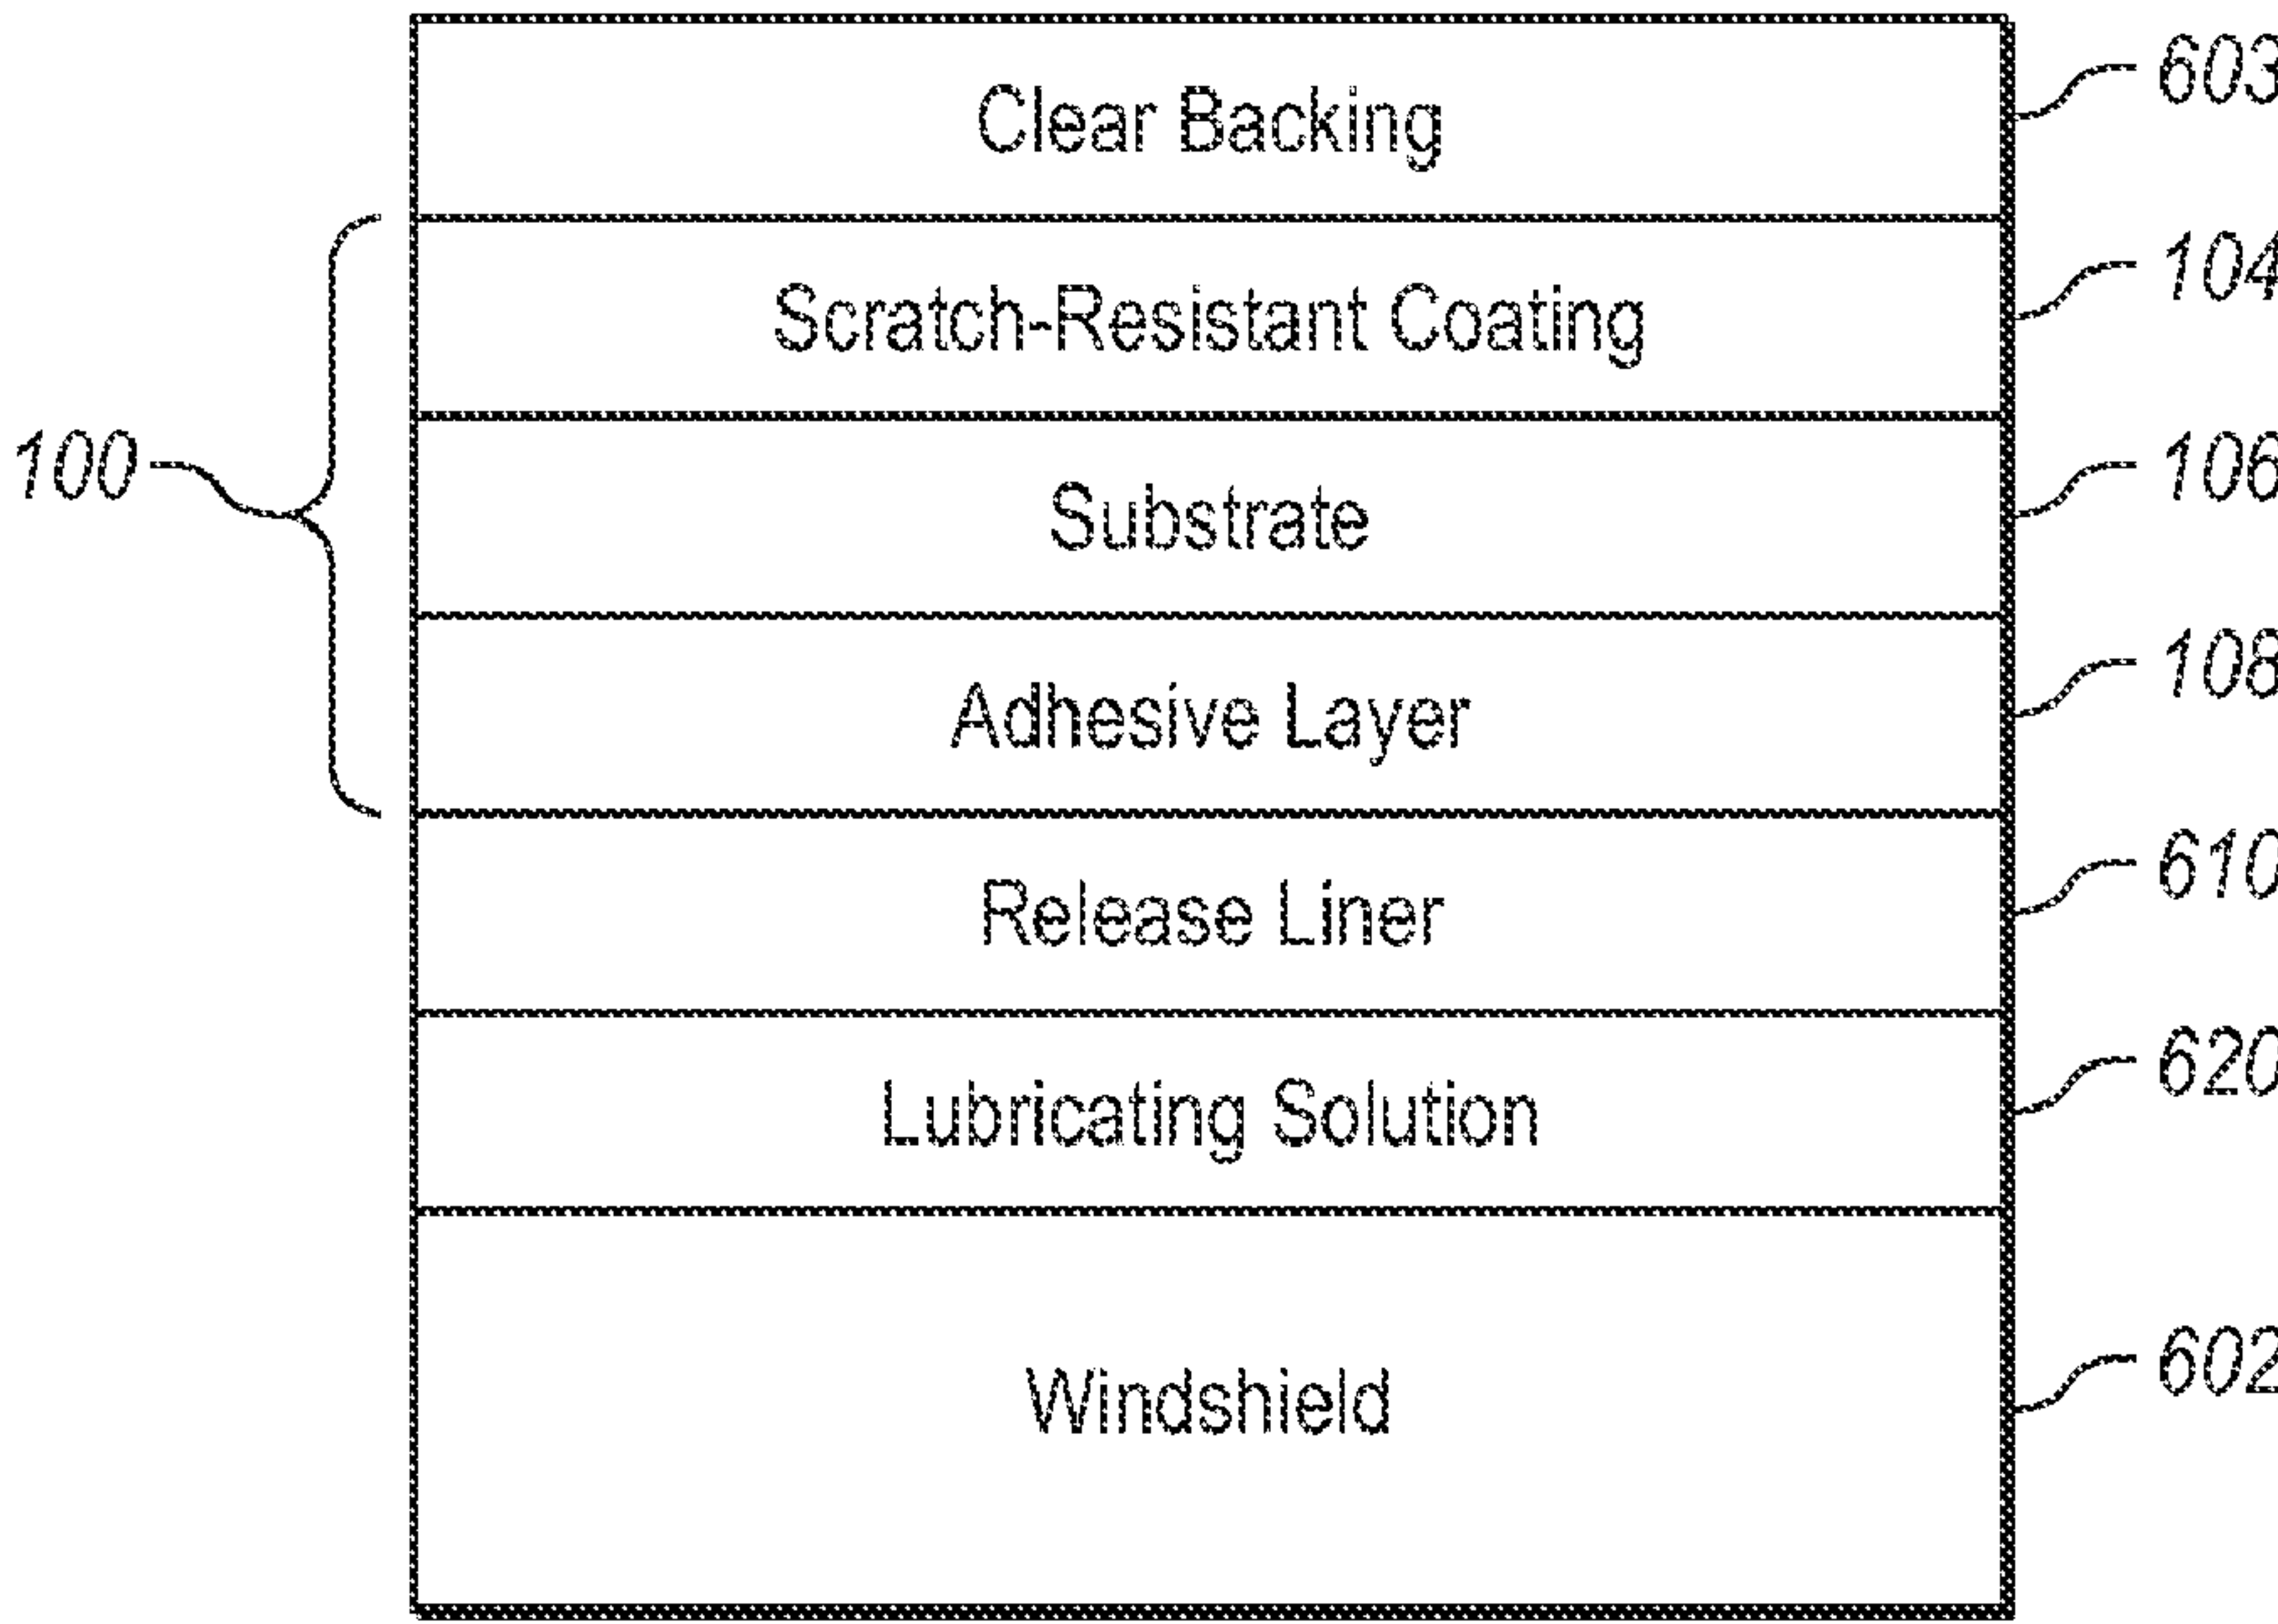 Clear Backing 603
Scratch-Resistant Coating 104
100
Substrate 106
Adhesive Layer 108
Release Liner 610
Lubricating Solution 620
Windshield 602